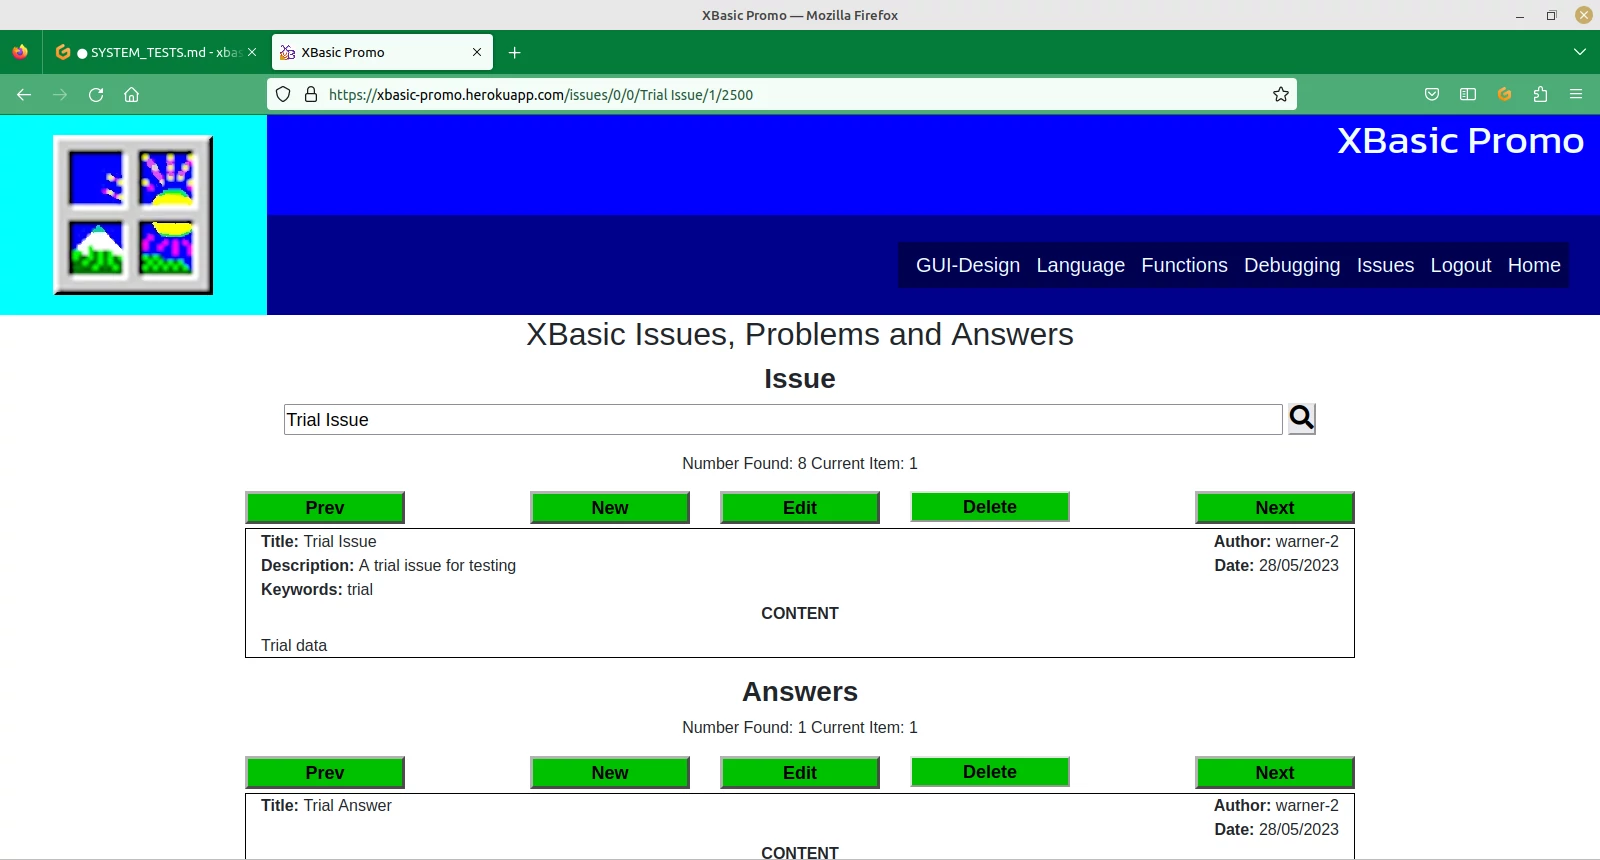 XBasic Promo — Mozilla Firefox
SYSTEM_TESTS.md - xbas
XBasic Promo
https://xbasic-promo.herokuapp.com/issues/0/0/Trial Issue/1/2500
XBasic Promo
GUI-Design Language Functions Debugging Issues Logout Home
XBasic Issues, Problems and Answers
Issue
Trial Issue
Number Found: 8 Current Item: 1
Prev New Edit Delete Next
Title: Trial Issue Author: warner-2
Description: A trial issue for testing Date: 28/05/2023
Keywords: trial
CONTENT
Trial data
Answers
Number Found: 1 Current Item: 1
Prev New Edit Delete Next
Title: Trial Answer Author: warner-2
Date: 28/05/2023
CONTENT